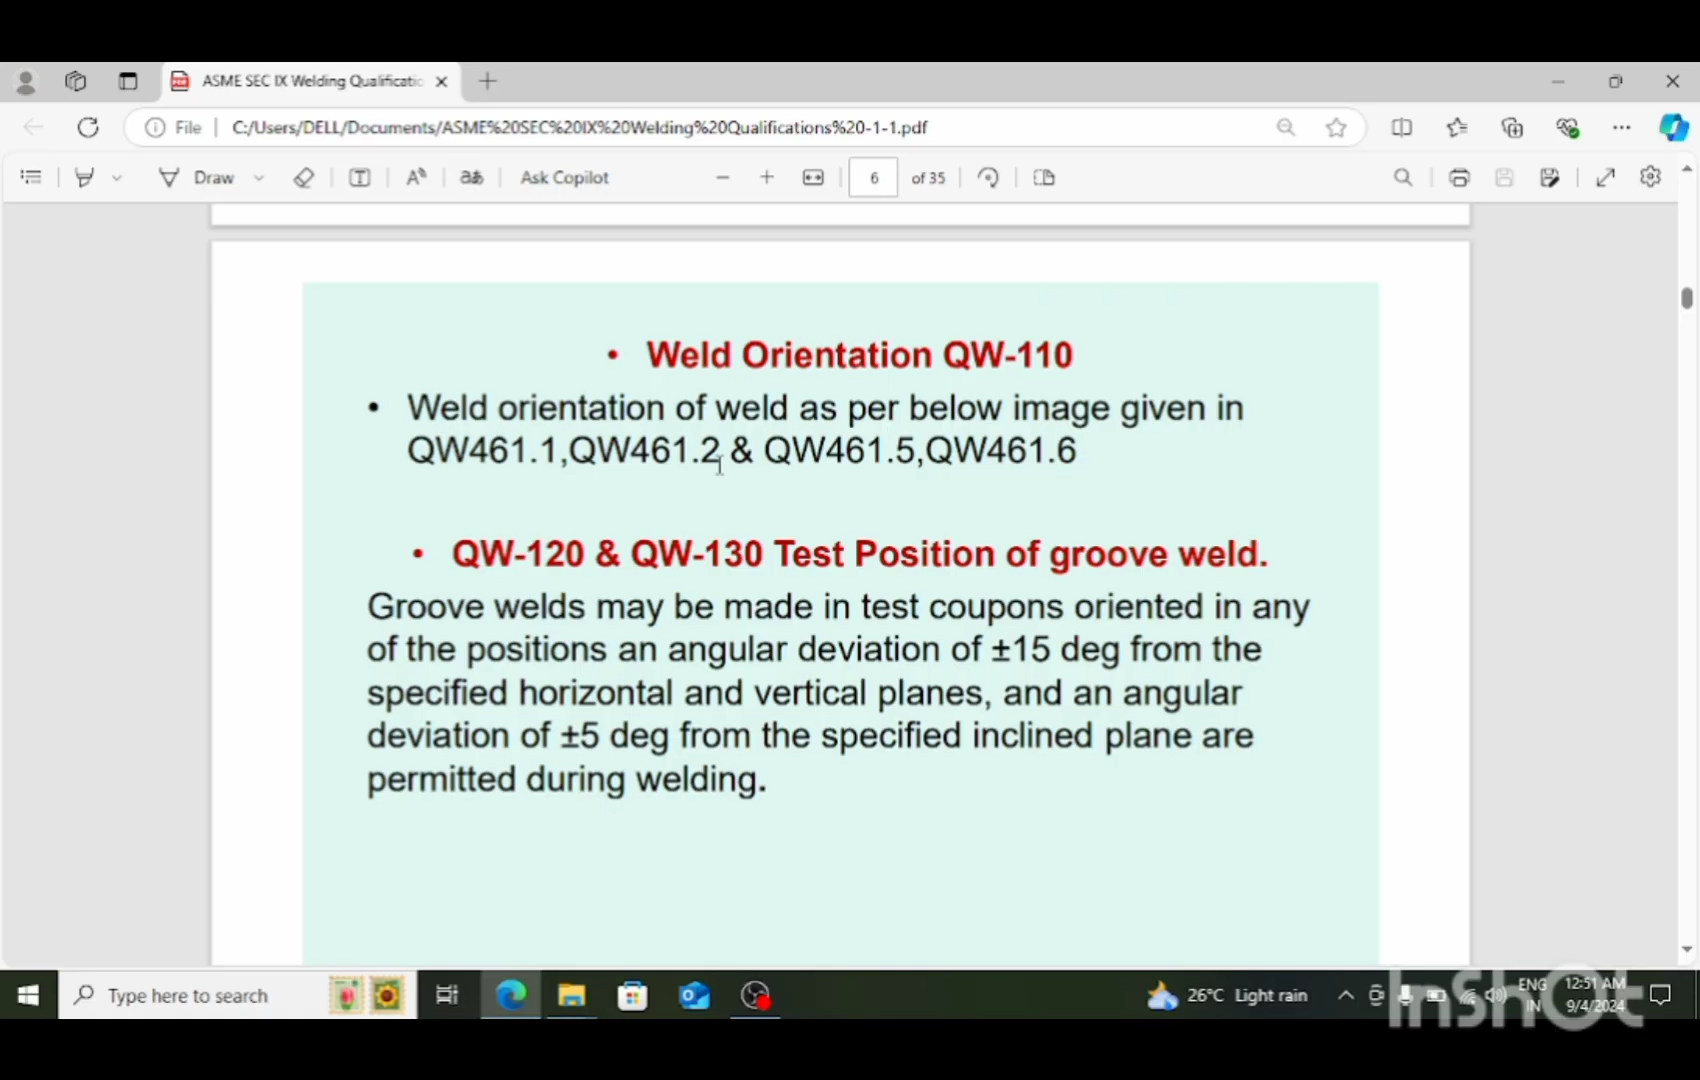 ASME SEC IX Welding Qualificatic
File
C:/Users/DELL/Documents/ASME%20SEC%20IX%20Welding%20Qualifications%20-1-1.pdf
Draw
Ask Copilot
6 of 35
• Weld Orientation QW-110
• Weld orientation of weld as per below image given in
QW461.1,QW461.2 & QW461.5,QW461.6
• QW-120 & QW-130 Test Position of groove weld.
Groove welds may be made in test coupons oriented in any
of the positions an angular deviation of ±15 deg from the
specified horizontal and vertical planes, and an angular
deviation of ±5 deg from the specified inclined plane are
permitted during welding.
Type here to search
26°C Light rain
ENG
IN
12:51 AM
9/4/2024
InShOt